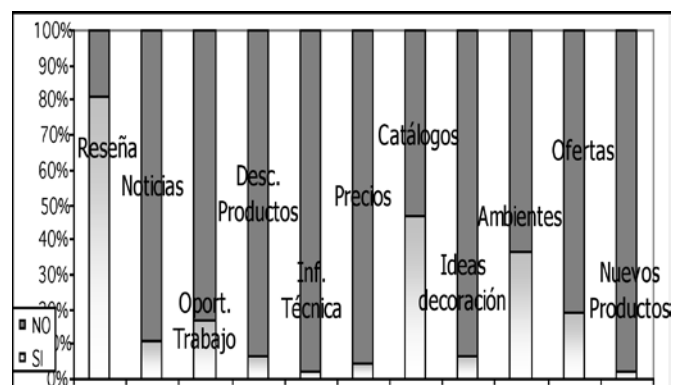 100%
90%
80%
70%
60%
50%
40%
30%
20%
0%
Reseña
Noticias
Oport.
Trabajo
Desc.
Productos
Inf.
Técnica
Precios
Catálogos
Ideas
decoración
Ambientes
Ofertas
Nuevos
Productos
NO
SI